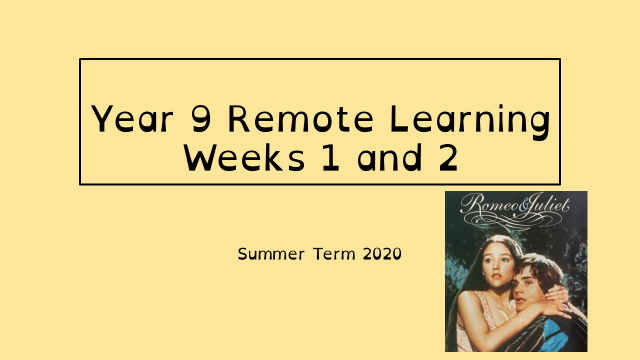 Year 9 Remote Learning
Weeks 1 and 2
Summer Term 2020
Romeo & Juliet